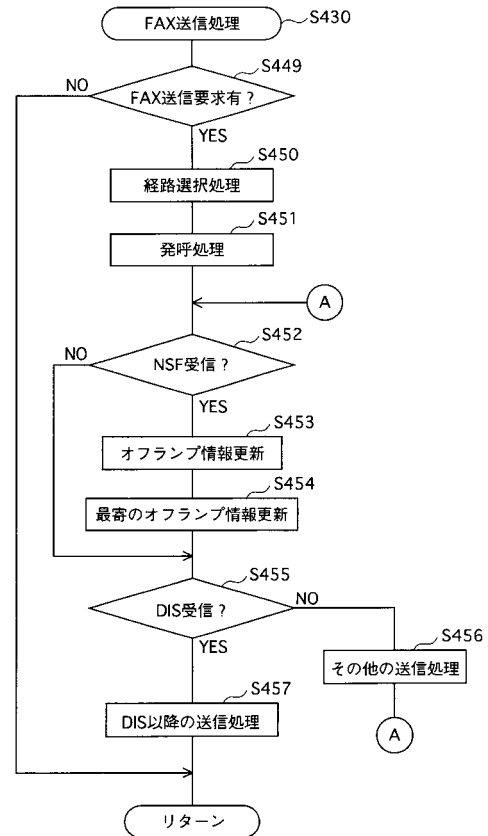 FAX送信処理
S430
S449
NO
FAX送信要求有？
YES
S450
経路選択処理
S451
発呼処理
A
S452
NO
NSF受信？
YES
S453
オフランプ情報更新
S454
最寄のオフランプ情報更新
S455
DIS受信？
NO
YES
S456
その他の送信処理
S457
DIS以降の送信処理
A
リターン